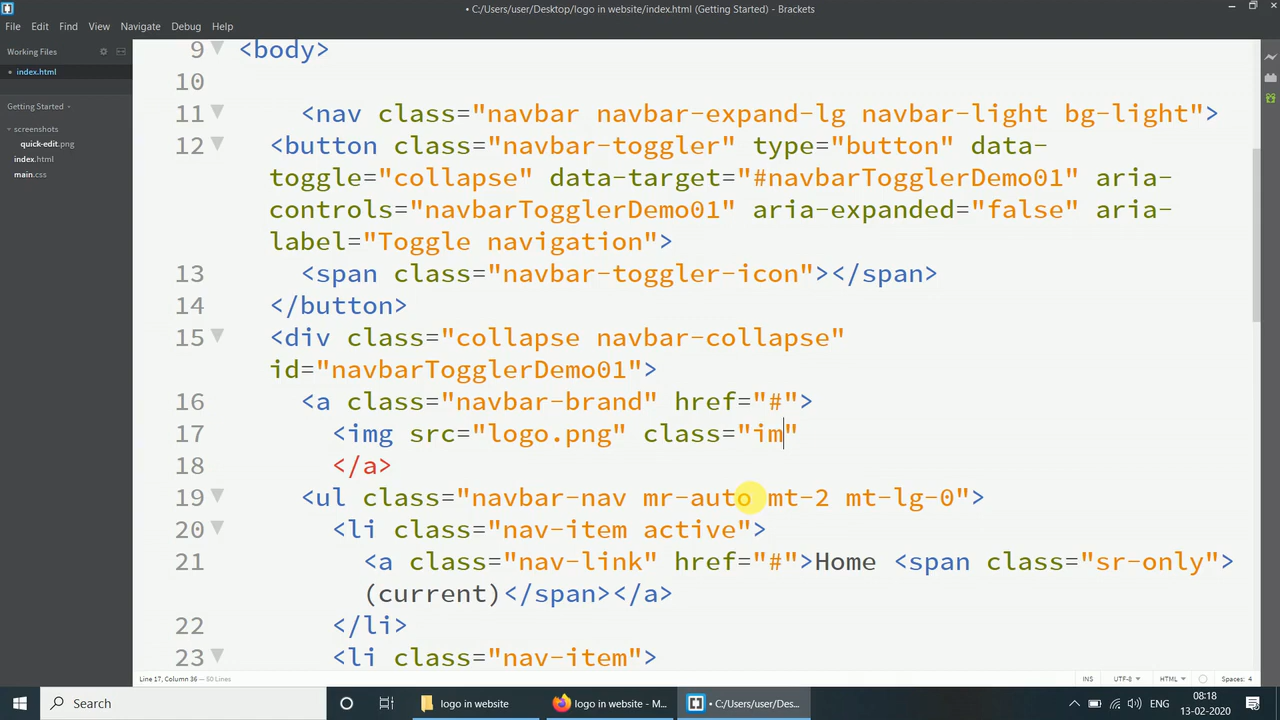 • C:/Users/user/Desktop/logo in website/index.html (Getting Started) - Brackets
File Edit Find View Navigate Debug Help
Working Files
• index.html
Getting Started
screenshots
quick-edit.png
index.html
main.css
9 <body>
10
11 <nav class="navbar navbar-expand-lg navbar-light bg-light">
12 <button class="navbar-toggler" type="button" data-
toggle="collapse" data-target="#navbarTogglerDemo01" aria-
controls="navbarTogglerDemo01" aria-expanded="false" aria-
label="Toggle navigation">
13 <span class="navbar-toggler-icon"></span>
14 </button>
15 <div class="collapse navbar-collapse"
id="navbarTogglerDemo01">
16 <a class="navbar-brand" href="#">
17 <img src="logo.png" class="im"
18 </a>
19 <ul class="navbar-nav mr-auto mt-2 mt-lg-0">
20 <li class="nav-item active">
21 <a class="nav-link" href="#">Home <span class="sr-only">
(current)</span></a>
22 </li>
23 <li class="nav-item">
Line 17, Column 36 — 50 Lines
INS UTF-8 HTML Spaces: 4
Search
logo in website
logo in website - M...
• C:/Users/user/Des...
ENG
08:18
13-02-2020